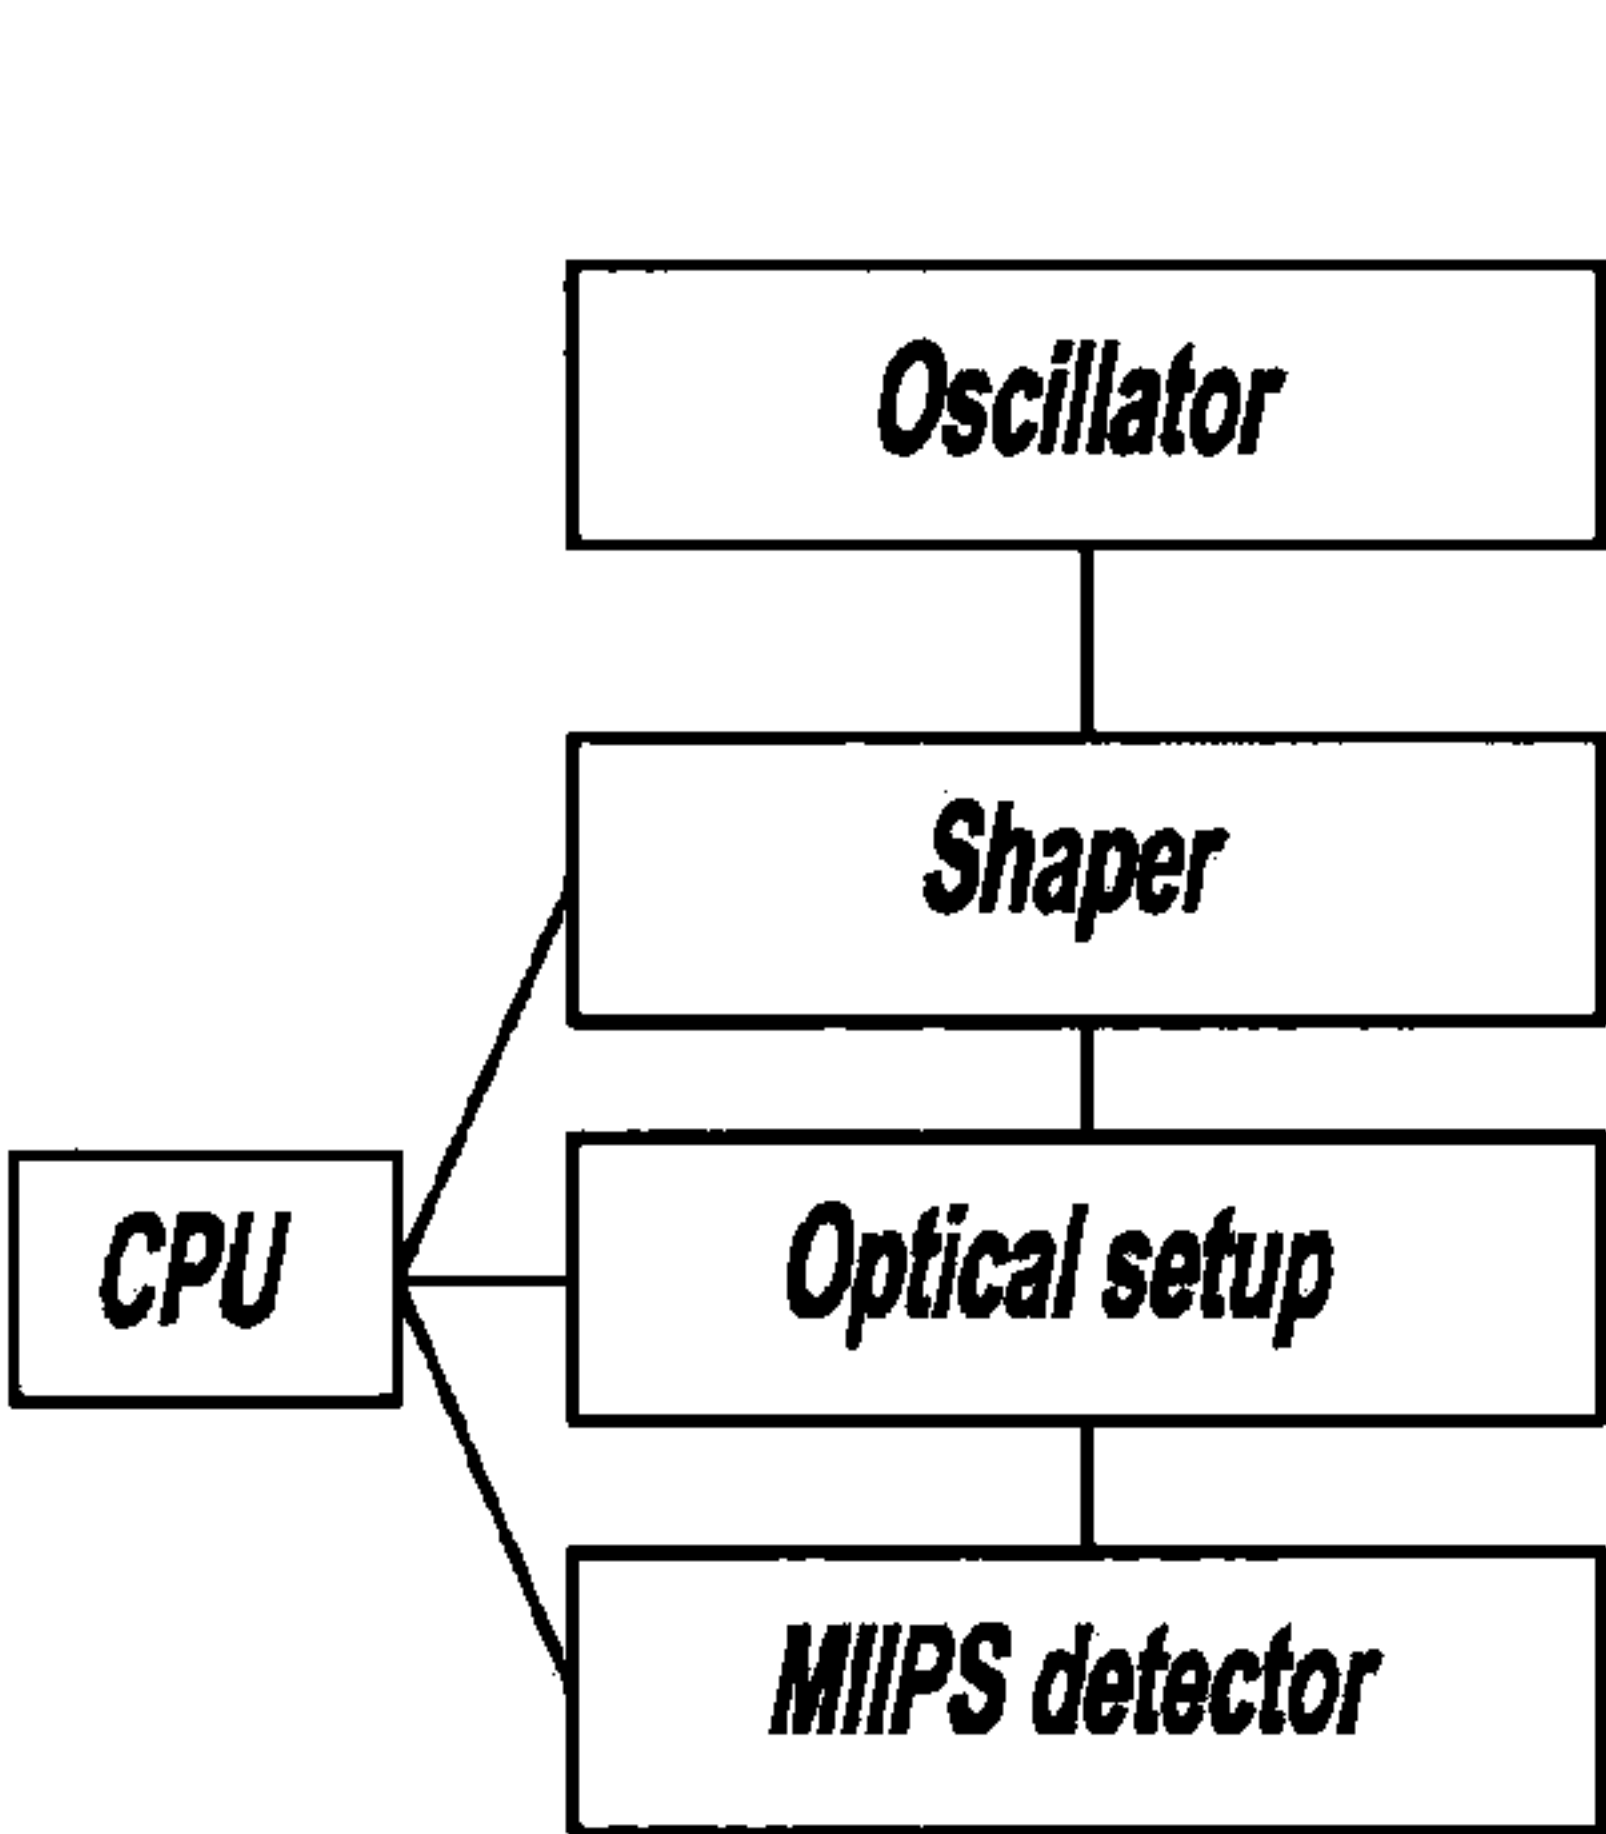 Oscillator
Shaper
CPU
Optical setup
MIIPS detector